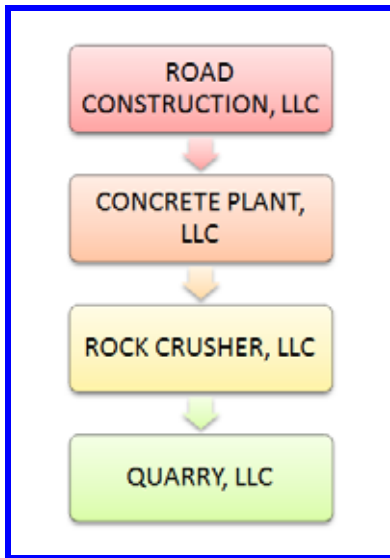 ROAD
CONSTRUCTION, LLC
CONCRETE PLANT,
LLC
ROCK CRUSHER, LLC
QUARRY, LLC